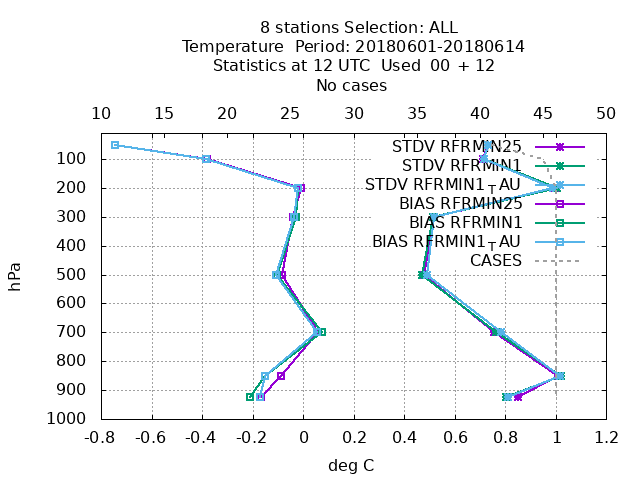 8 stations Selection: ALL
Temperature  Period: 20180601-20180614
Statistics at 12 UTC  Used  00 + 12
No cases
10 15 20 25 30 35 40 45 50
STDV RFRMIN25
STDV RFRMIN1
STDV RFRMIN1_TAU
BIAS RFRMIN25
BIAS RFRMIN1
BIAS RFRMIN1_TAU
CASES
hPa
100
200
300
400
500
600
700
800
900
1000
-0.8 -0.6 -0.4 -0.2 0 0.2 0.4 0.6 0.8 1 1.2
deg C